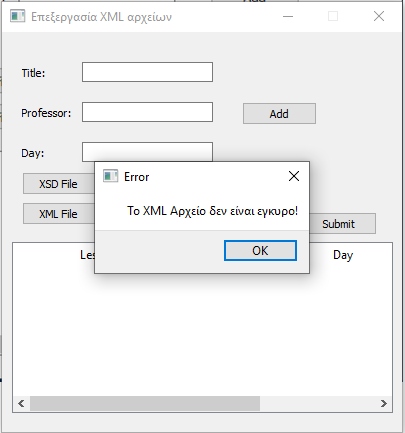 Επεξεργασία XML αρχείων
Title:
Professor:
Add
Day:
XSD File
XML File
Submit
Error
Το XML Αρχείο δεν είναι εγκυρο!
OK
Les
Day